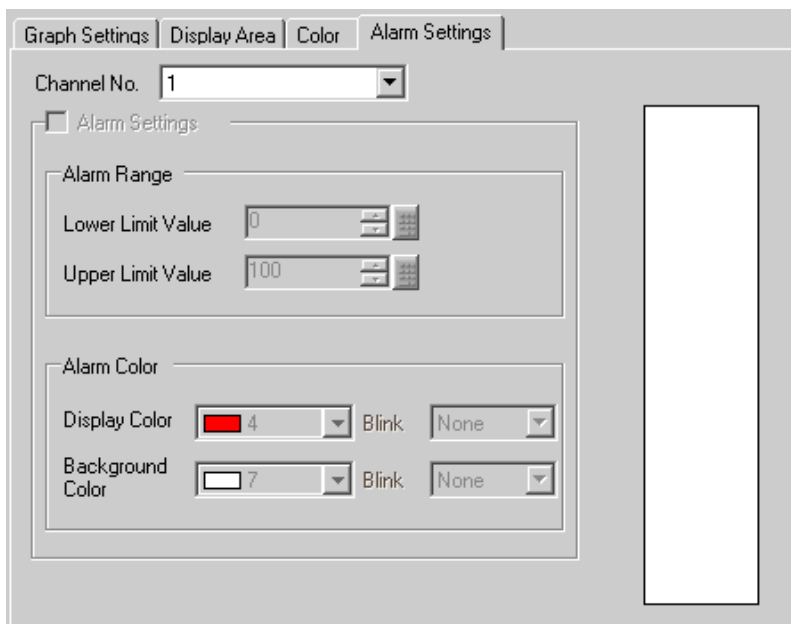 Graph Settings Display Area Color Alarm Settings
Channel No. 1
Alarm Settings
Alarm Range
Lower Limit Value 0
Upper Limit Value 100
Alarm Color
Display Color 4 Blink None
Background
Color 7 Blink None